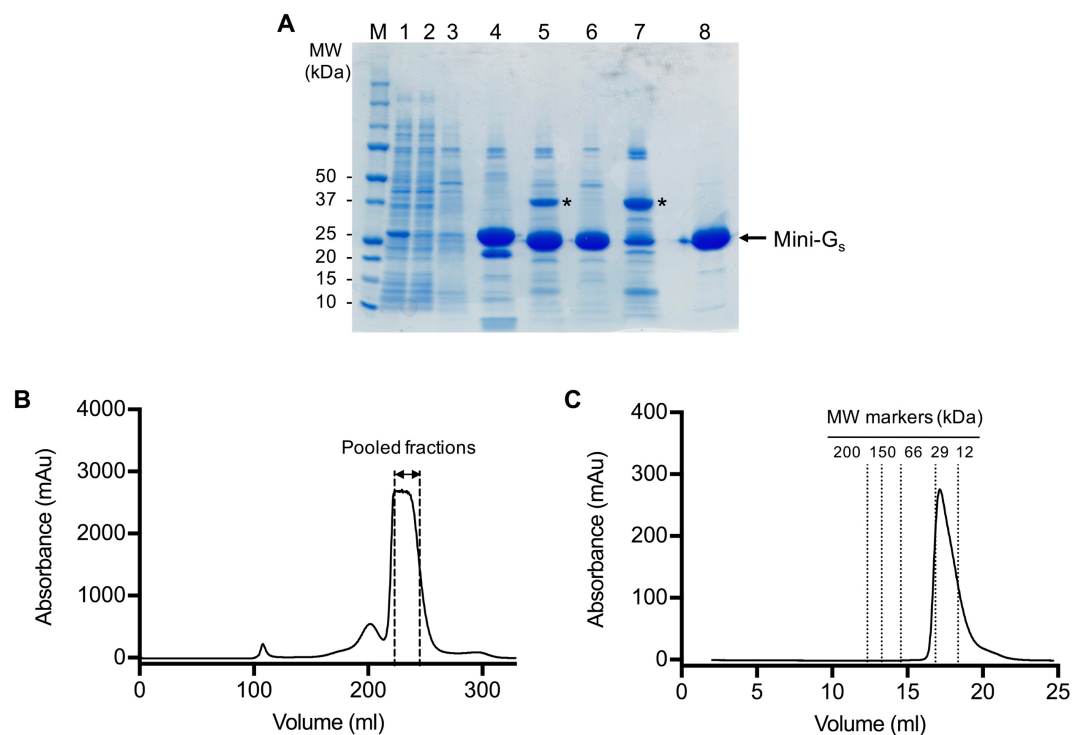 A
M 1 2 3 4 5 6 7 8
MW
(kDa)
50 -
37 -
25 -
20 -
15 -
10 -
*
*
Mini-Gs
B
4000
3000
2000
1000
0
Absorbance (mAu)
Pooled fractions
0 100 200 300
Volume (ml)
C
400
300
200
100
0
Absorbance (mAu)
MW markers (kDa)
200 150 66 29 12
0 5 10 15 20 25
Volume (ml)